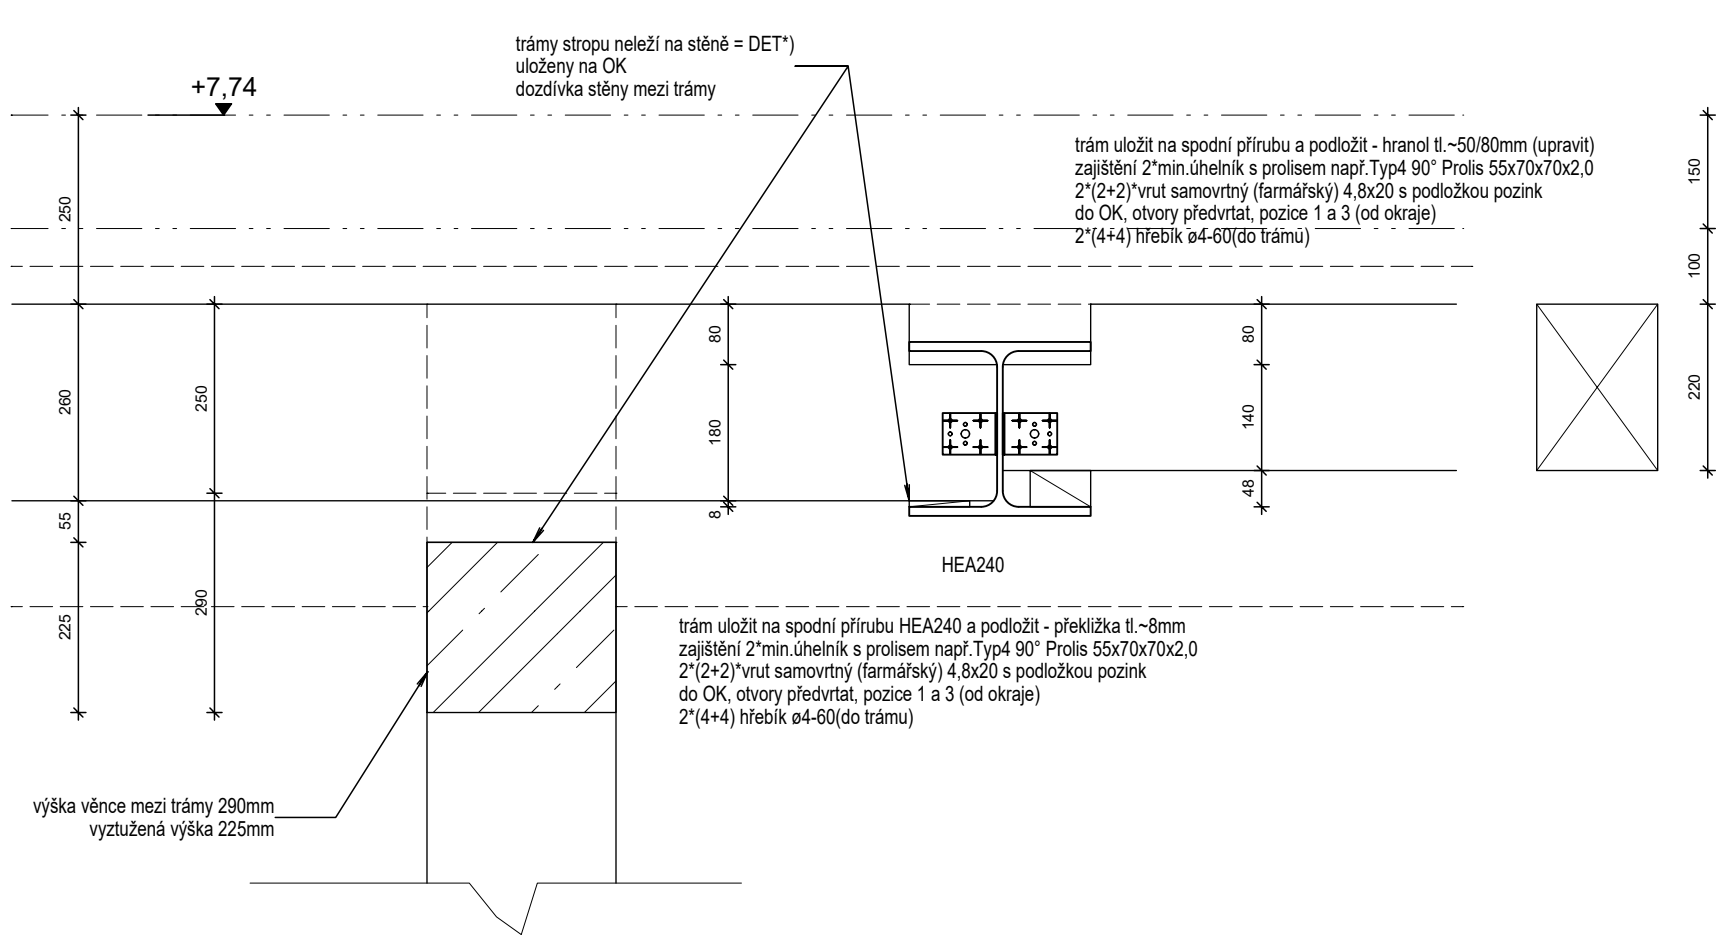 trámy stropu neleží na stěně = DET*)
uloženy na OK
dozdívka stěny mezi trámy
+7,74
trám uložit na spodní přírubu a podložit - hranol tl.~50/80mm (upravit)
zajištění 2*min.úhelník s prolisem např.Typ4 90° Prolis 55x70x70x2,0
2*(2+2)*vrut samovrtný (farmářský) 4,8x20 s podložkou pozink
do OK, otvory předvrtat, pozice 1 a 3 (od okraje)
2*(4+4) hřebík ø4-60(do trámu)
250
260
55
225
250
290
80
180
8
80
140
48
150
100
220
HEA240
trám uložit na spodní přírubu HEA240 a podložit - překližka tl.~8mm
zajištění 2*min.úhelník s prolisem např.Typ4 90° Prolis 55x70x70x2,0
2*(2+2)*vrut samovrtný (farmářský) 4,8x20 s podložkou pozink
do OK, otvory předvrtat, pozice 1 a 3 (od okraje)
2*(4+4) hřebík ø4-60(do trámu)
výška věnce mezi trámy 290mm
vyztužená výška 225mm